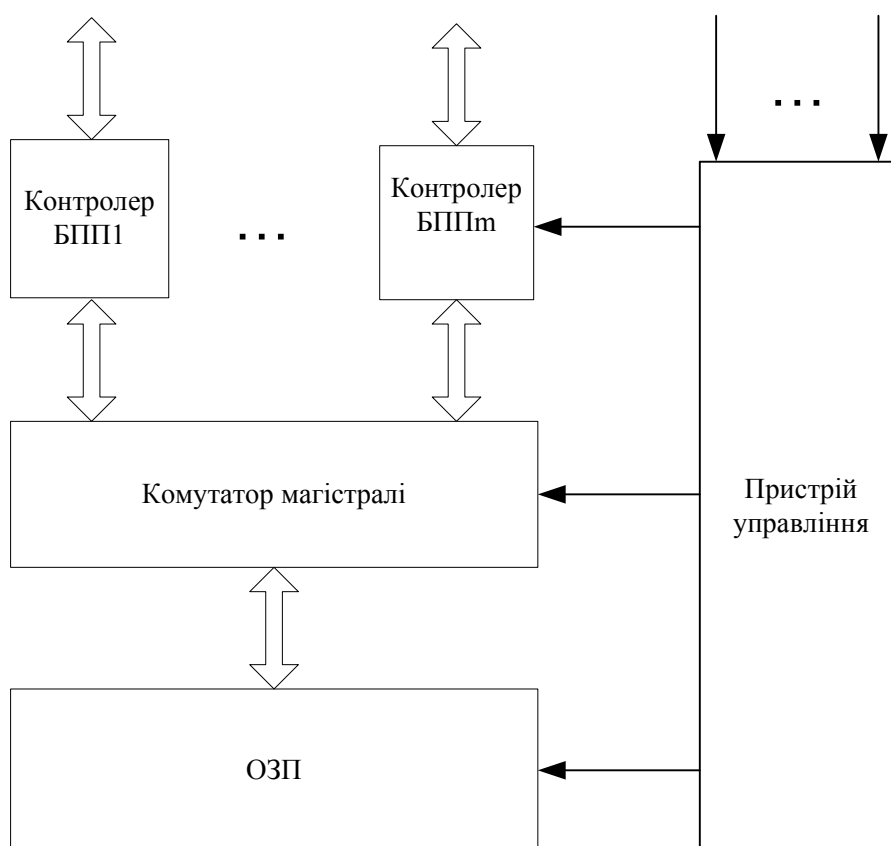 ...
Контролер
БПП1
...
Контролер
БППm
Комутатор магістралі
Пристрій
управління
ОЗП